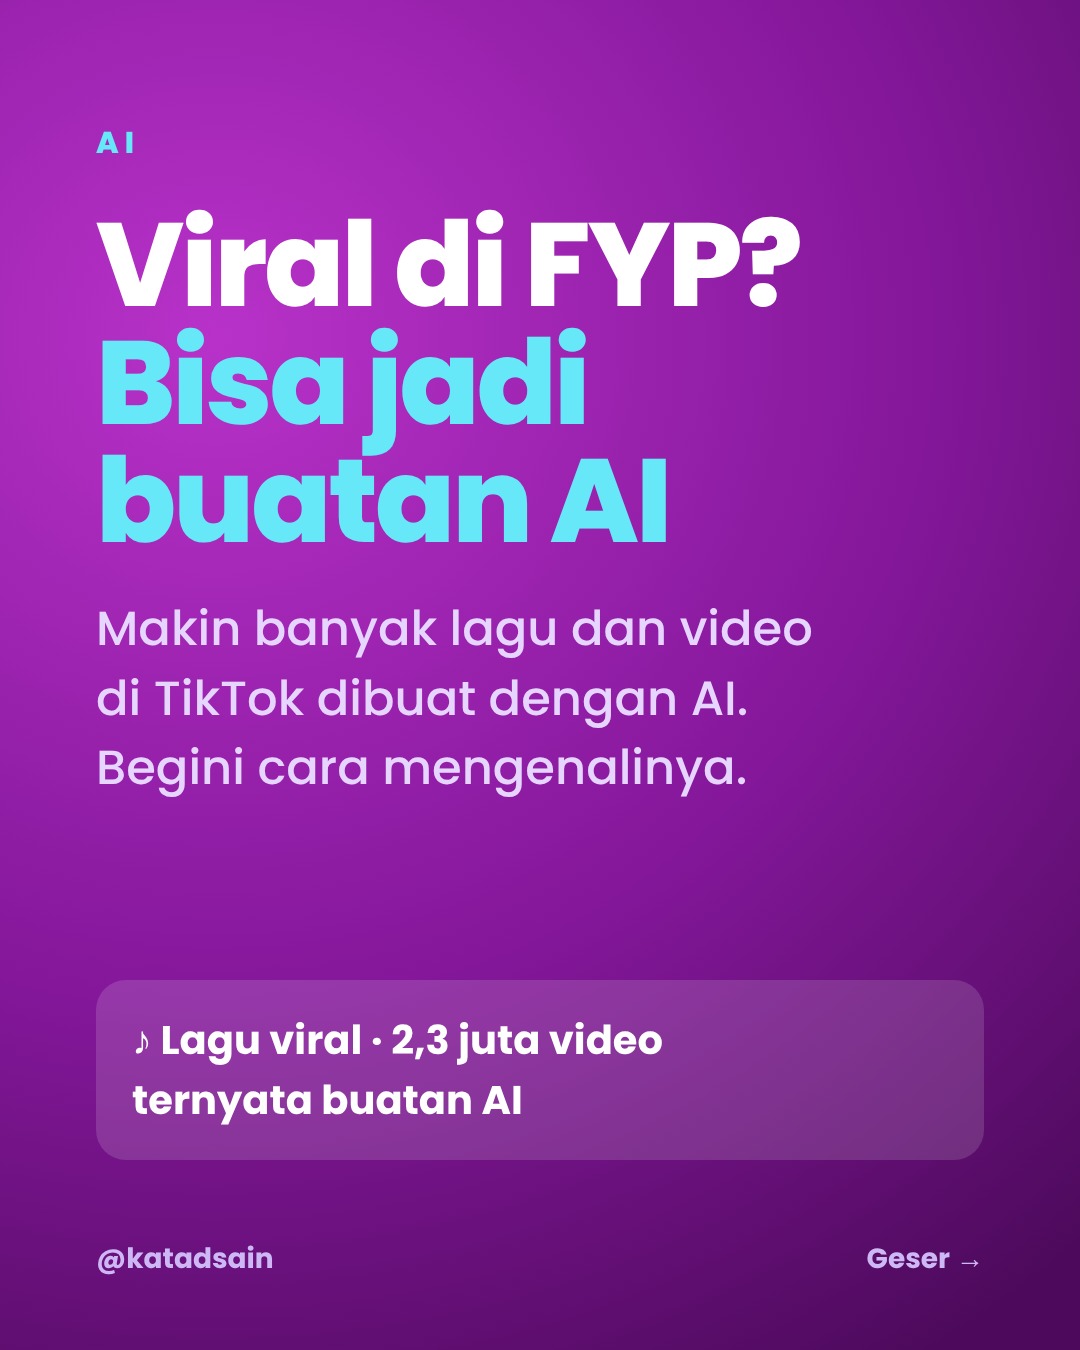 AI
Viral di FYP?
Bisa jadi
buatan AI
Makin banyak lagu dan video
di TikTok dibuat dengan AI.
Begini cara mengenalinya.
♪ Lagu viral · 2,3 juta video
ternyata buatan AI
@katadsain
Geser →